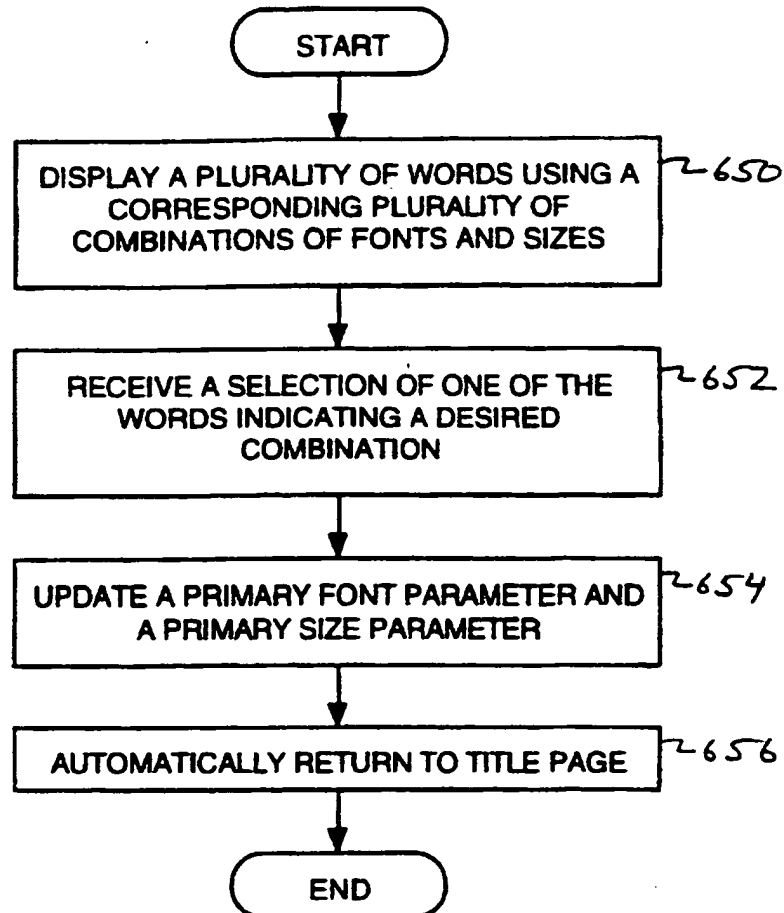 START
DISPLAY A PLURALITY OF WORDS USING A
CORRESPONDING PLURALITY OF
COMBINATIONS OF FONTS AND SIZES
650
RECEIVE A SELECTION OF ONE OF THE
WORDS INDICATING A DESIRED
COMBINATION
652
UPDATE A PRIMARY FONT PARAMETER AND
A PRIMARY SIZE PARAMETER
654
AUTOMATICALLY RETURN TO TITLE PAGE
656
END